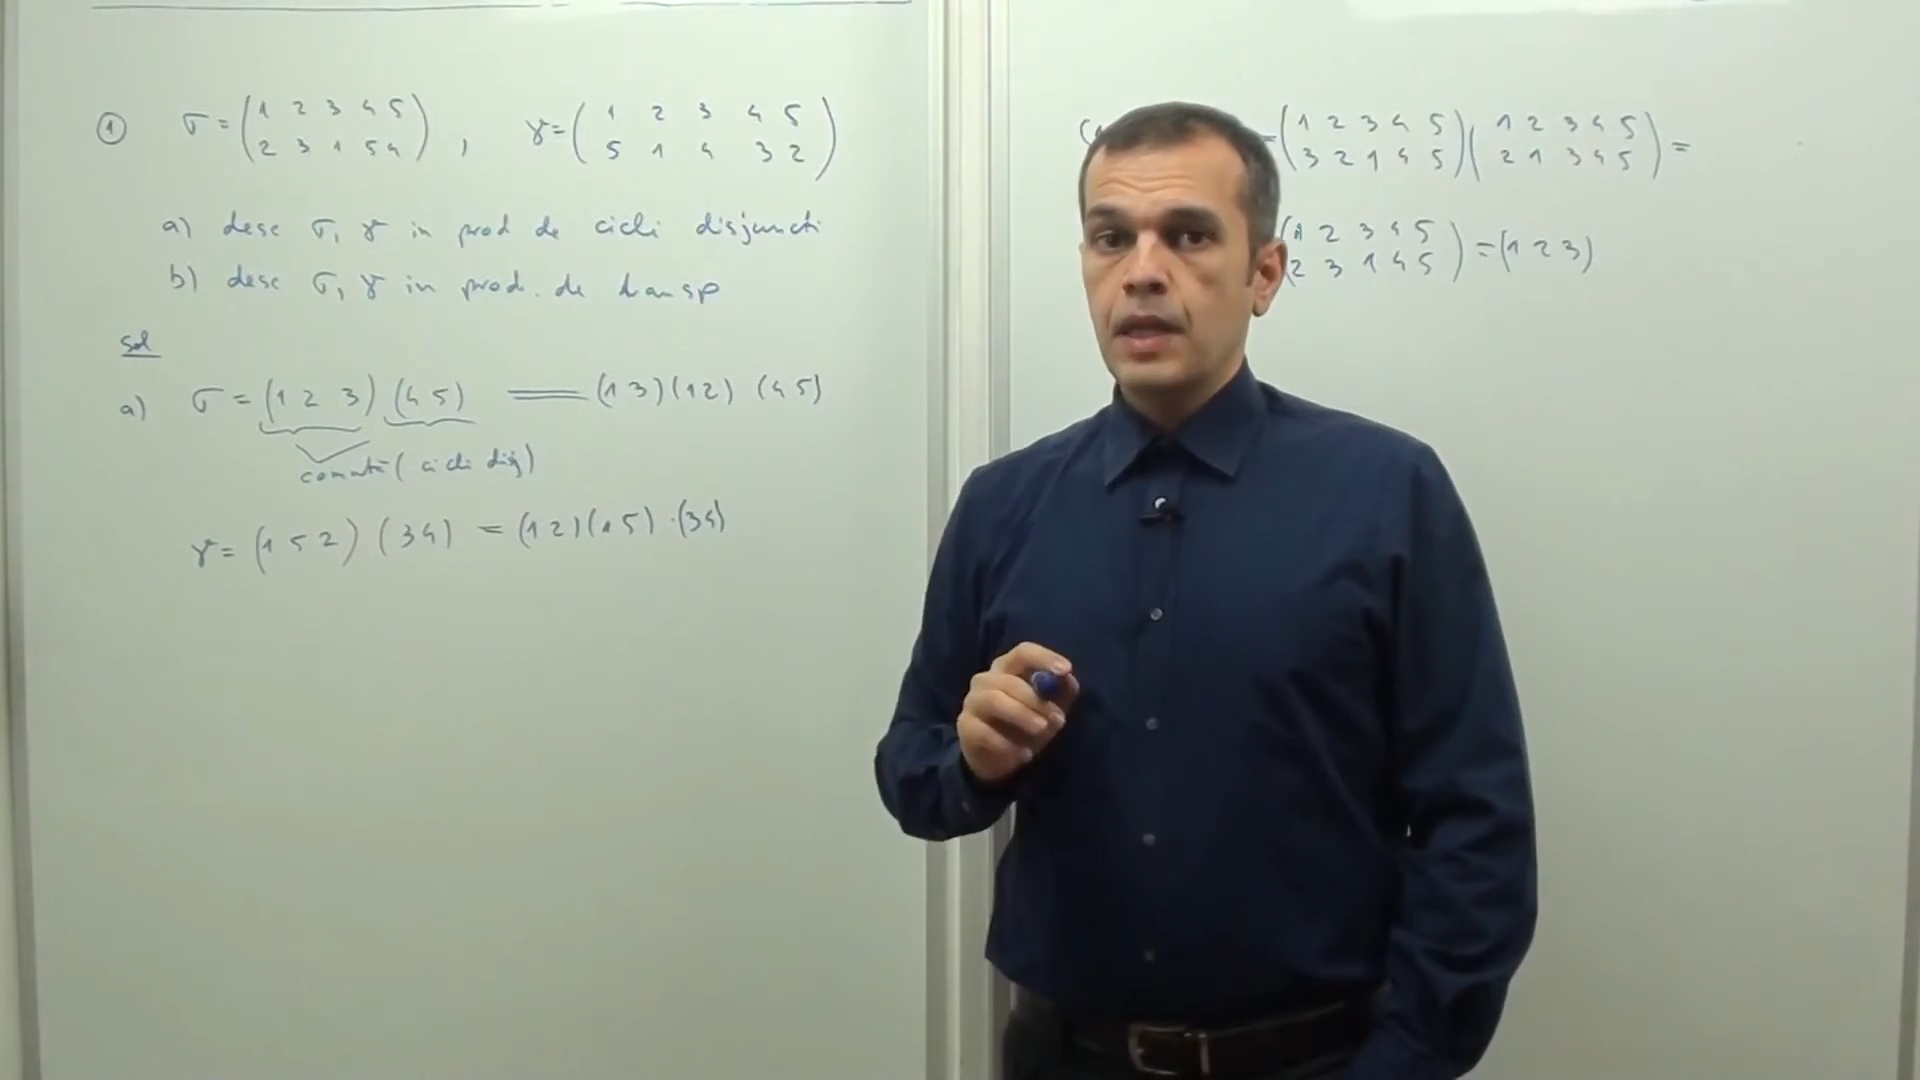 ① σ = (1 2 3 4 5
2 3 1 5 4) , γ = (1 2 3 4 5
5 1 4 3 2)
a) desc σ, γ in prod de cicli disjuncti
b) desc σ, γ in prod. de transp
Sol
a) σ = (1 2 3) (4 5) = (1 3)(1 2) (4 5)
comută (cicli disj)
γ = (1 5 2) (3 4) = (1 2)(1 5) · (3 4)
= (1 2 3 4 5
3 2 1 4 5) (1 2 3 4 5
2 1 3 4 5) =
(1 2 3 4 5
2 3 1 4 5) = (1 2 3)